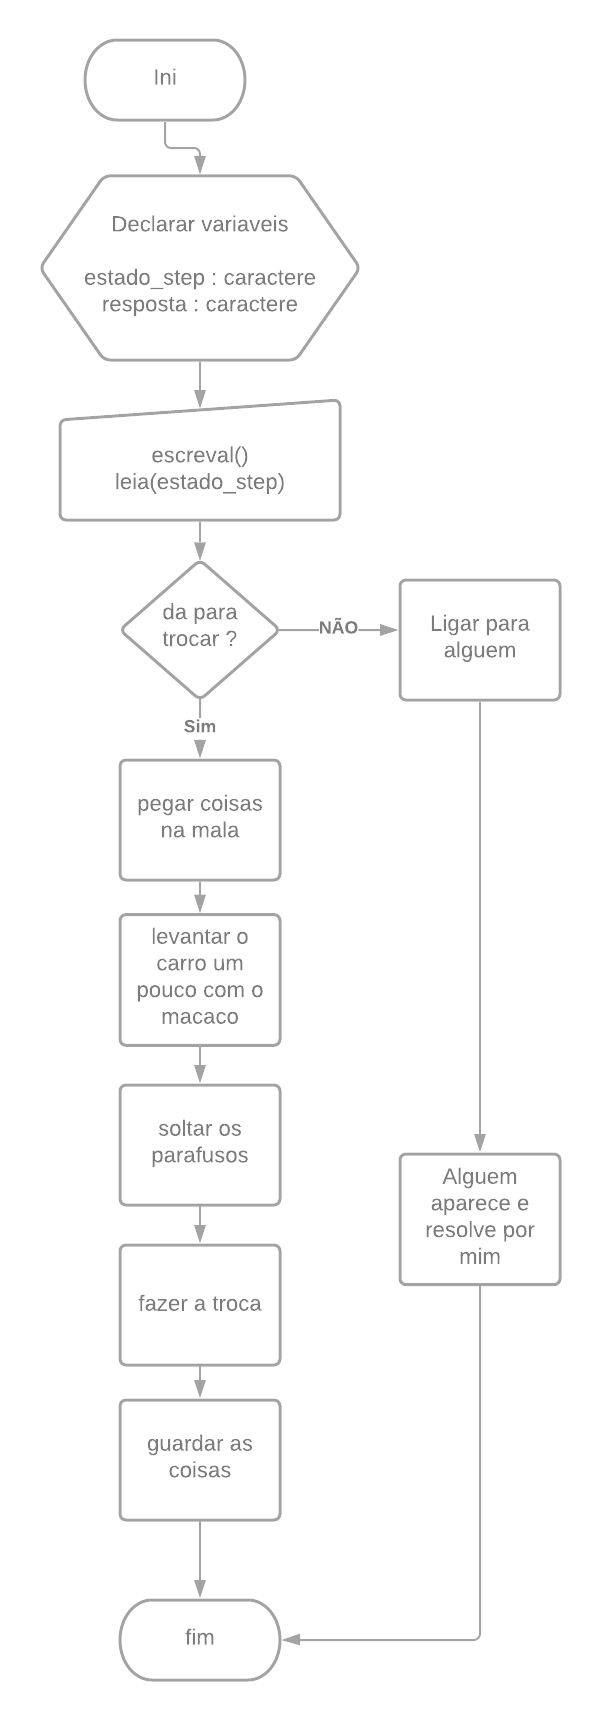 Ini
Declarar variaveis
estado_step : caractere
resposta : caractere
escreval()
leia(estado_step)
da para
trocar ?
NÃO
Ligar para
alguem
Sim
pegar coisas
na mala
levantar o
carro um
pouco com o
macaco
soltar os
parafusos
Alguem
aparece e
resolve por
mim
fazer a troca
guardar as
coisas
fim